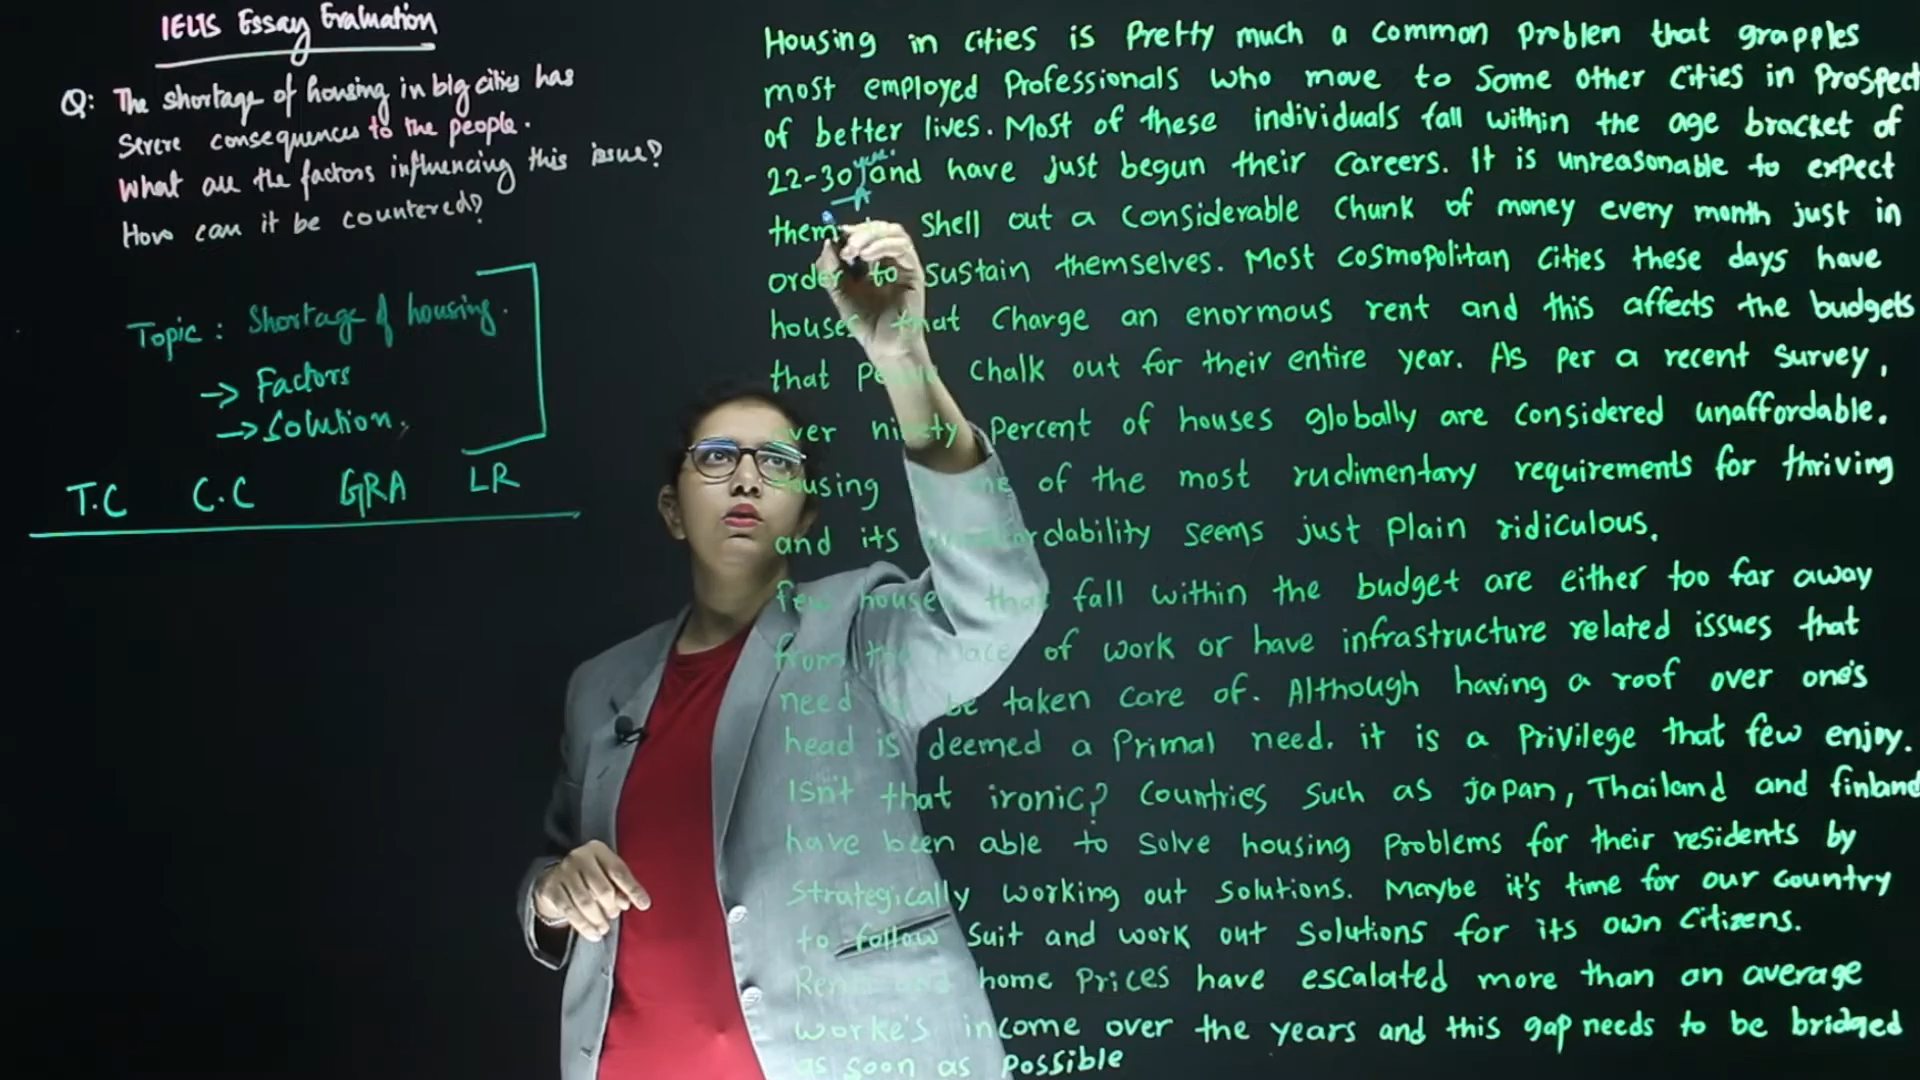 IELTS Essay Evaluation
Q: The shortage of housing in big cities has
severe consequences to the people.
What are the factors influencing this issue?
How can it be countered?
Topic: Shortage of housing.
→ Factors
→ Solution.
T.C C.C GRA LR
Housing in cities is Pretty much a common Problem that grapples
most employed Professionals who move to some other cities in Prospect
of better lives. Most of these individuals fall within the age bracket of
22-30 and have just begun their careers. It is unreasonable to expect
them shell out a considerable chunk of money every month just in
order to sustain themselves. Most cosmopolitan cities these days have
houses that charge an enormous rent and this affects the budgets
that chalk out for their entire year. As per a recent survey,
over ninety percent of houses globally are considered unaffordable.
Housing of the most rudimentary requirements for thriving
and its seems just plain ridiculous.
few house that fall within the budget are either too far away
from the of work or have infrastructure related issues that
need be taken care of. Although having a roof over one's
head is deemed a primal need. it is a privilege that few enjoy.
Isn't that ironic? Countries such as Japan, Thailand and finland
have been able to solve housing problems for their residents by
strategically working out solutions. Maybe it's time for our country
to follow suit and work out solutions for its own citizens.
home prices have escalated more than an average
worke's income over the years and this gap needs to be bridged
as soon as possible